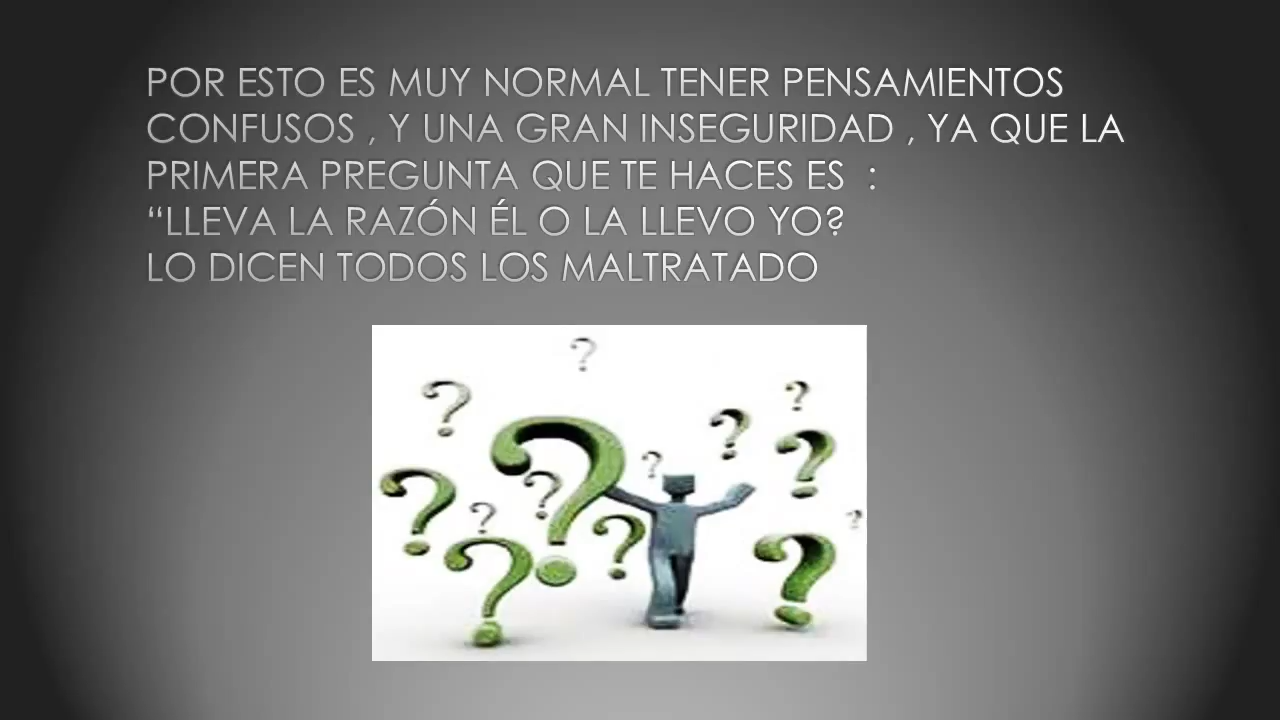 POR ESTO ES MUY NORMAL TENER PENSAMIENTOS
CONFUSOS , Y UNA GRAN INSEGURIDAD , YA QUE LA
PRIMERA PREGUNTA QUE TE HACES ES  :
“LLEVA LA RAZÓN ÉL O LA LLEVO YO?
LO DICEN TODOS LOS MALTRATADO